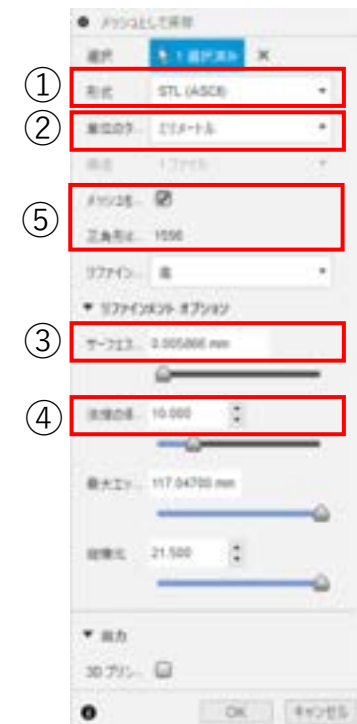 メッシュとして保存
選択 1 選択済み ×
① 形式 STL (ASCII)
② 単位のタ... ミリメートル
構造 1 ファイル
⑤ メッシュを...
三角形の... 1596
リファイン... 高
▼ リファインメント オプション
③ サーフェス... 0.005866 mm
④ 法線の偏... 10.000
最大エッ... 117.04700 mm
縦横比 21.500
▼ 出力
3D プリン...
OK キャンセル